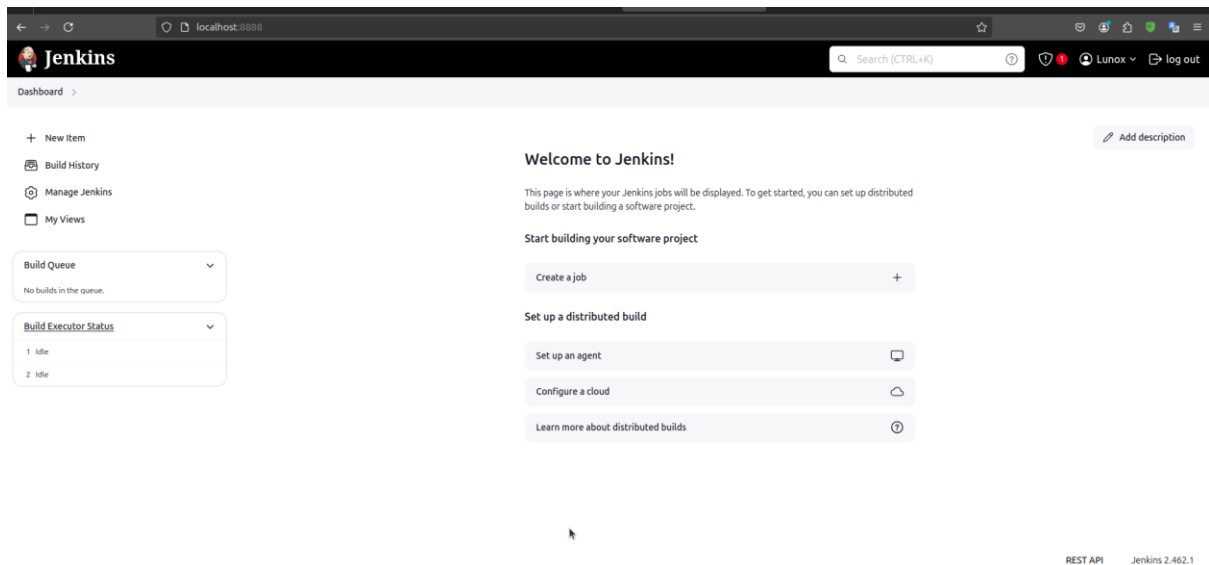 localhost:8888
Jenkins
Search (CTRL+K)
1
Lunox
log out
Dashboard
New Item
Build History
Manage Jenkins
My Views
Build Queue
No builds in the queue.
Build Executor Status
1 Idle
2 Idle
Add description
Welcome to Jenkins!
This page is where your Jenkins jobs will be displayed. To get started, you can set up distributed
builds or start building a software project.
Start building your software project
Create a job
Set up a distributed build
Set up an agent
Configure a cloud
Learn more about distributed builds
REST API
Jenkins 2.462.1